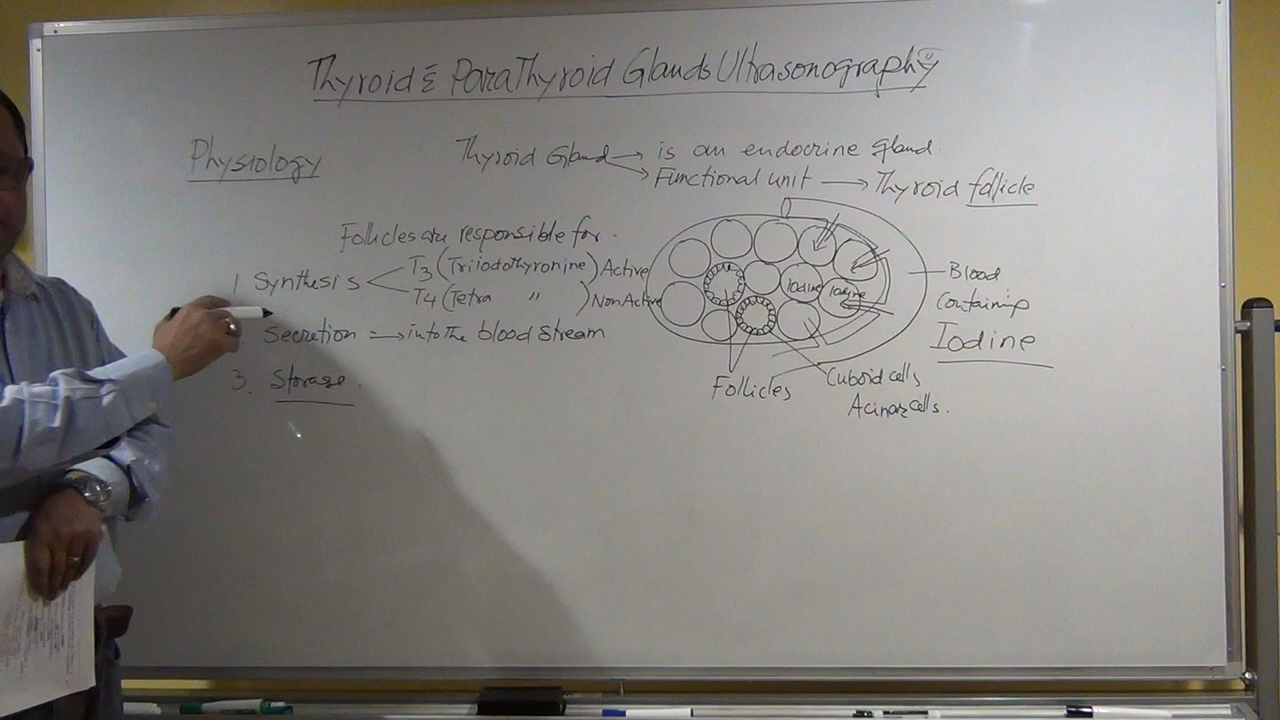 Thyroid & ParaThyroid Glands Ultrasonography
Physiology
Thyroid Gland → is an endocrine gland.
→ Functional unit → Thyroid follicle
Follicles are responsible for.
1 Synthesis < T3 (Triiodothyronine) Active
T4 (Tetra " ) Non Active
Secretion → into the blood stream
3. Storage.
Iodine
Iodine
Blood
Containing
Iodine
Follicles
Cuboid cells
Acinar cells.